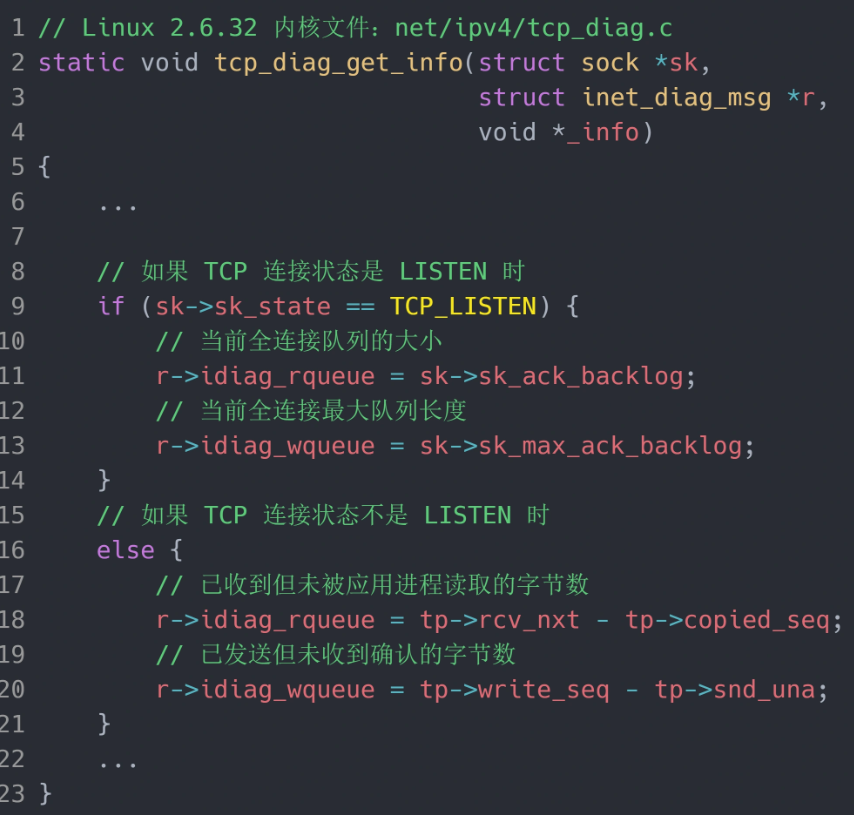 1 // Linux 2.6.32 内核文件：net/ipv4/tcp_diag.c
2 static void tcp_diag_get_info(struct sock *sk,
3                               struct inet_diag_msg *r,
4                               void *_info)
5 {
6     ...
7
8     // 如果 TCP 连接状态是 LISTEN 时
9     if (sk->sk_state == TCP_LISTEN) {
10         // 当前全连接队列的大小
11         r->idiag_rqueue = sk->sk_ack_backlog;
12         // 当前全连接最大队列长度
13         r->idiag_wqueue = sk->sk_max_ack_backlog;
14     }
15     // 如果 TCP 连接状态不是 LISTEN 时
16     else {
17         // 已收到但未被应用进程读取的字节数
18         r->idiag_rqueue = tp->rcv_nxt - tp->copied_seq;
19         // 已发送但未收到确认的字节数
20         r->idiag_wqueue = tp->write_seq - tp->snd_una;
21     }
22     ...
23 }